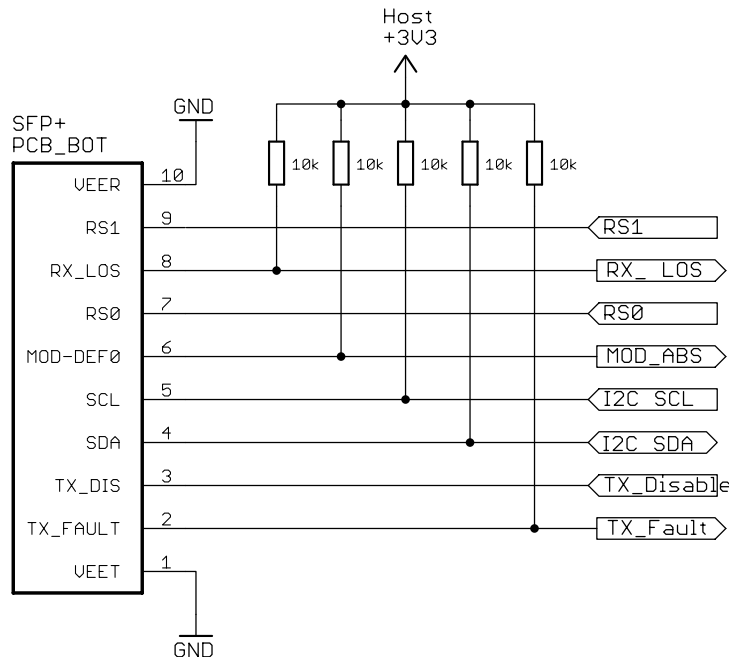 Host
+3V3
GND
SFP+
PCB_BOT
10k 10k 10k 10k 10k
VEER 10
RS1 9 RS1
RX_LOS 8 RX_ LOS
RS0 7 RS0
MOD-DEF0 6 MOD_ABS
SCL 5 I2C SCL
SDA 4 I2C SDA
TX_DIS 3 TX_Disable
TX_FAULT 2 TX_Fault
VEET 1
GND